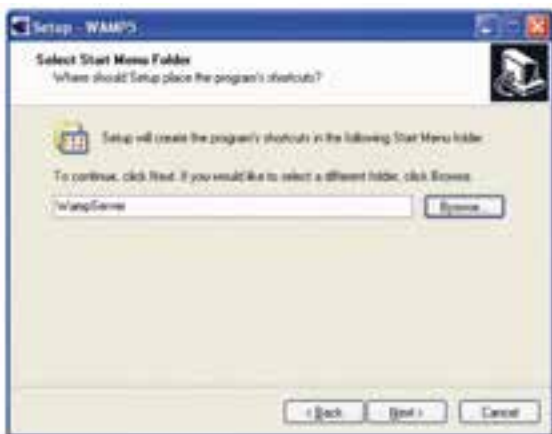 Setup - WAMP5
Select Start Menu Folder
Where should Setup place the program's shortcuts?
Setup will create the program's shortcuts in the following Start Menu folder.
To continue, click Next. If you would like to select a different folder, click Browse.
WampServer
Browse...
< Back
Next >
Cancel